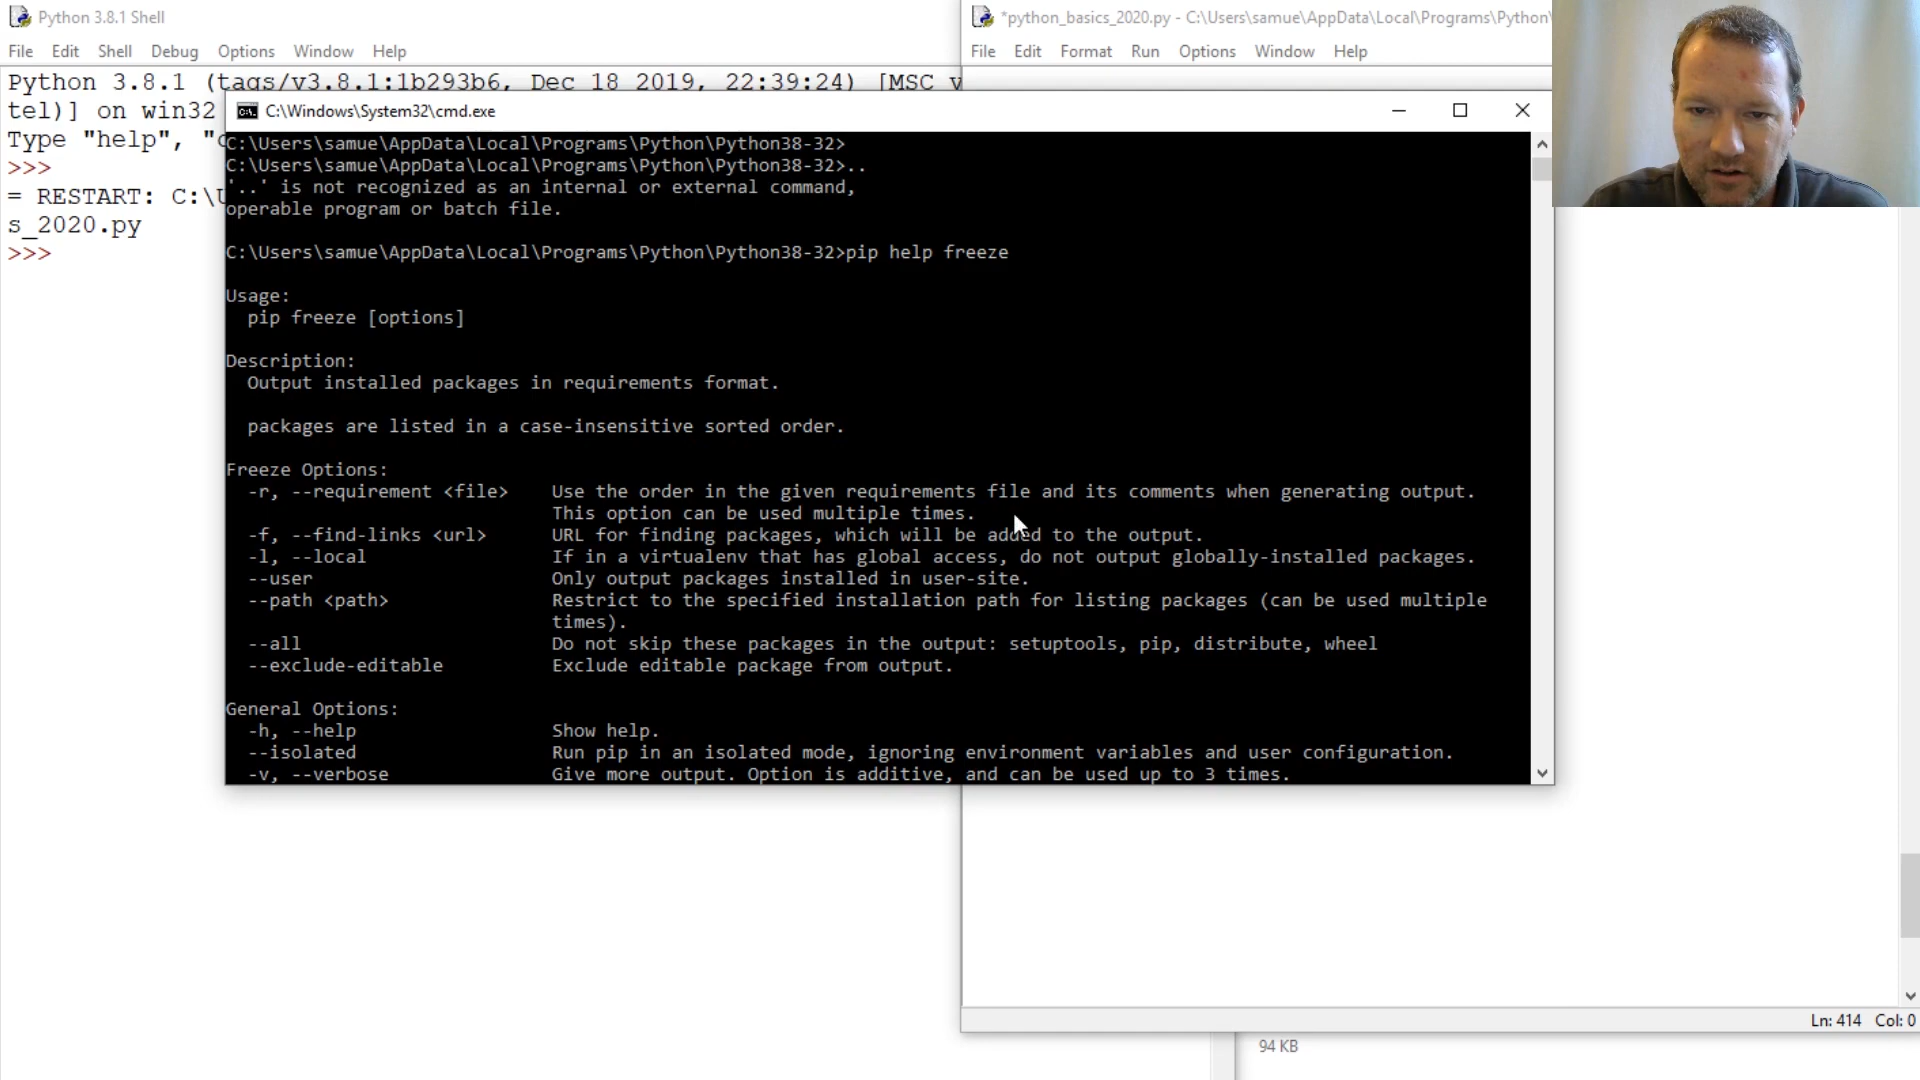 Python 3.8.1 Shell
File Edit Shell Debug Options Window Help
Python 3.8.1 (tags/v3.8.1:1b293b6, Dec 18 2019, 22:39:24) [MSC v
tel)] on win32
Type "help", "c
>>>
= RESTART: C:\U
s_2020.py
>>>
*python_basics_2020.py - C:\Users\samue\AppData\Local\Programs\Python\
File Edit Format Run Options Window Help
C:\Windows\System32\cmd.exe
C:\Users\samue\AppData\Local\Programs\Python\Python38-32>
C:\Users\samue\AppData\Local\Programs\Python\Python38-32>..
'..' is not recognized as an internal or external command,
operable program or batch file.
C:\Users\samue\AppData\Local\Programs\Python\Python38-32>pip help freeze
Usage:
pip freeze [options]
Description:
Output installed packages in requirements format.
packages are listed in a case-insensitive sorted order.
Freeze Options:
-r, --requirement <file> Use the order in the given requirements file and its comments when generating output.
This option can be used multiple times.
-f, --find-links <url> URL for finding packages, which will be added to the output.
-l, --local If in a virtualenv that has global access, do not output globally-installed packages.
--user Only output packages installed in user-site.
--path <path> Restrict to the specified installation path for listing packages (can be used multiple
times).
--all Do not skip these packages in the output: setuptools, pip, distribute, wheel
--exclude-editable Exclude editable package from output.
General Options:
-h, --help Show help.
--isolated Run pip in an isolated mode, ignoring environment variables and user configuration.
-v, --verbose Give more output. Option is additive, and can be used up to 3 times.
Ln: 414 Col: 0
94 KB